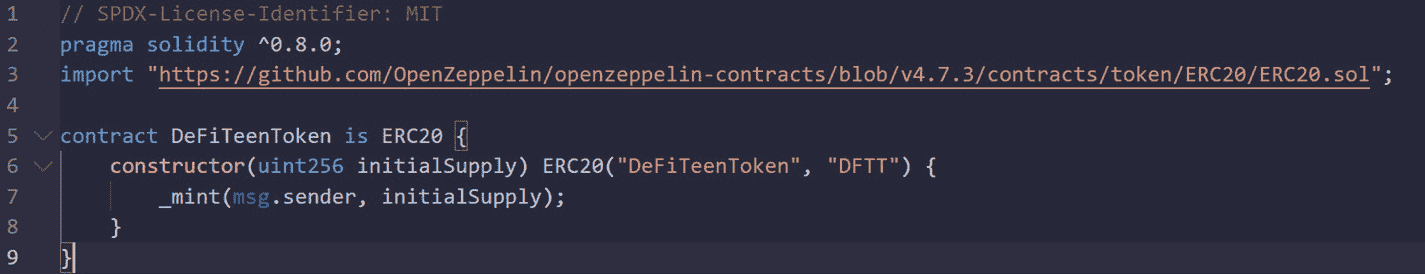 1 // SPDX-License-Identifier: MIT
2 pragma solidity ^0.8.0;
3 import "https://github.com/OpenZeppelin/openzeppelin-contracts/blob/v4.7.3/contracts/token/ERC20/ERC20.sol";
4
5 contract DeFiTeenToken is ERC20 {
6 constructor(uint256 initialSupply) ERC20("DeFiTeenToken", "DFTT") {
7 _mint(msg.sender, initialSupply);
8 }
9 }